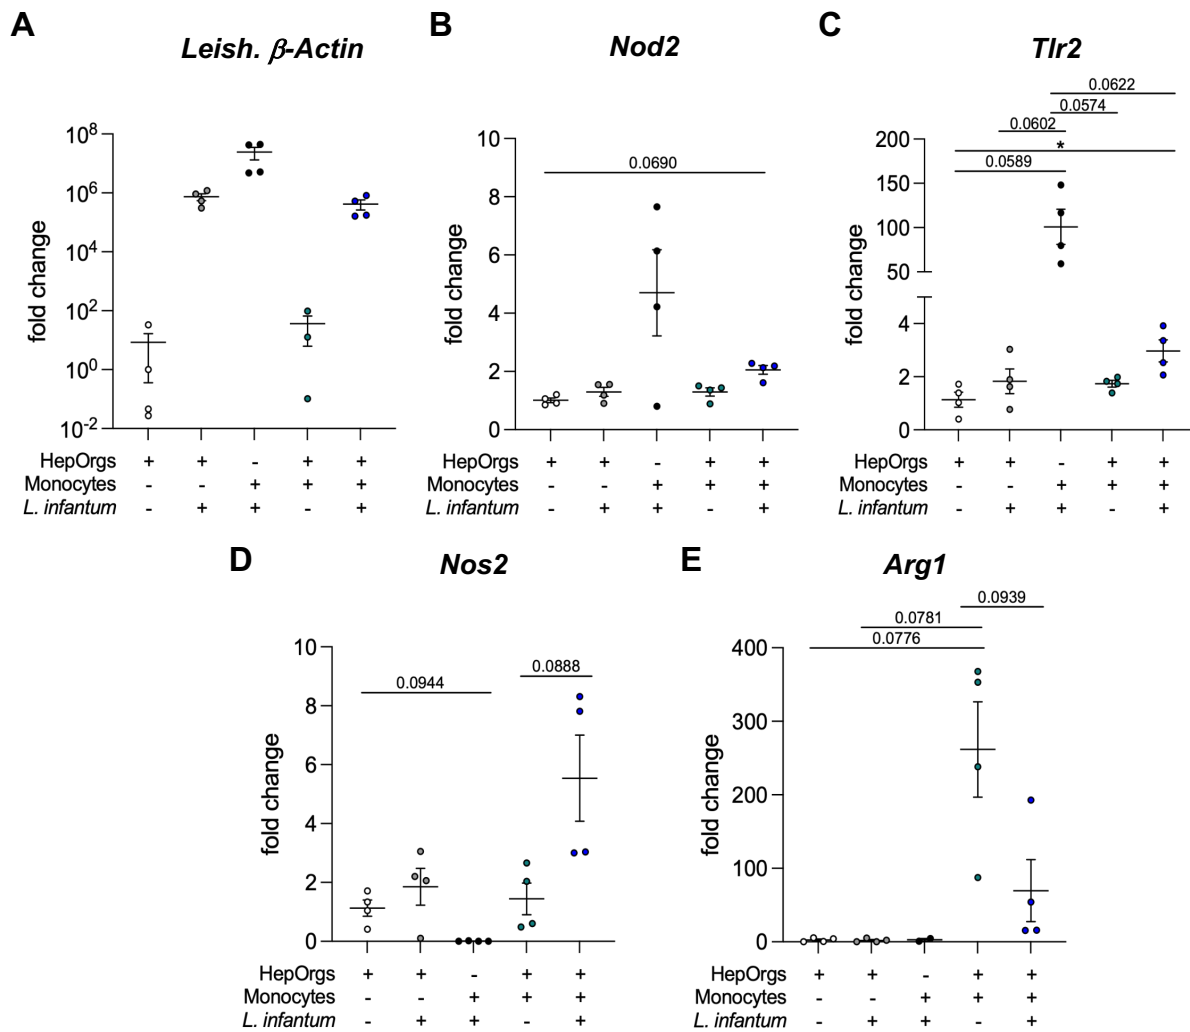 A
Leish. β-Actin
fold change
10^8
10^6
10^4
10^2
10^0
10^-2
HepOrgs + + - + +
Monocytes - - + + +
L. infantum - + + - +
B
Nod2
fold change
10
8
6
4
2
0
0.0690
HepOrgs + + - + +
Monocytes - - + + +
L. infantum - + + - +
C
Tlr2
0.0622
0.0574
0.0602
*
0.0589
fold change
200
150
100
50
4
2
0
HepOrgs + + - + +
Monocytes - - + + +
L. infantum - + + - +
D
Nos2
fold change
10
8
6
4
2
0
0.0888
0.0944
HepOrgs + + - + +
Monocytes - - + + +
L. infantum - + + - +
E
Arg1
0.0939
0.0781
0.0776
fold change
400
300
200
100
0
HepOrgs + + - + +
Monocytes - - + + +
L. infantum - + + - +